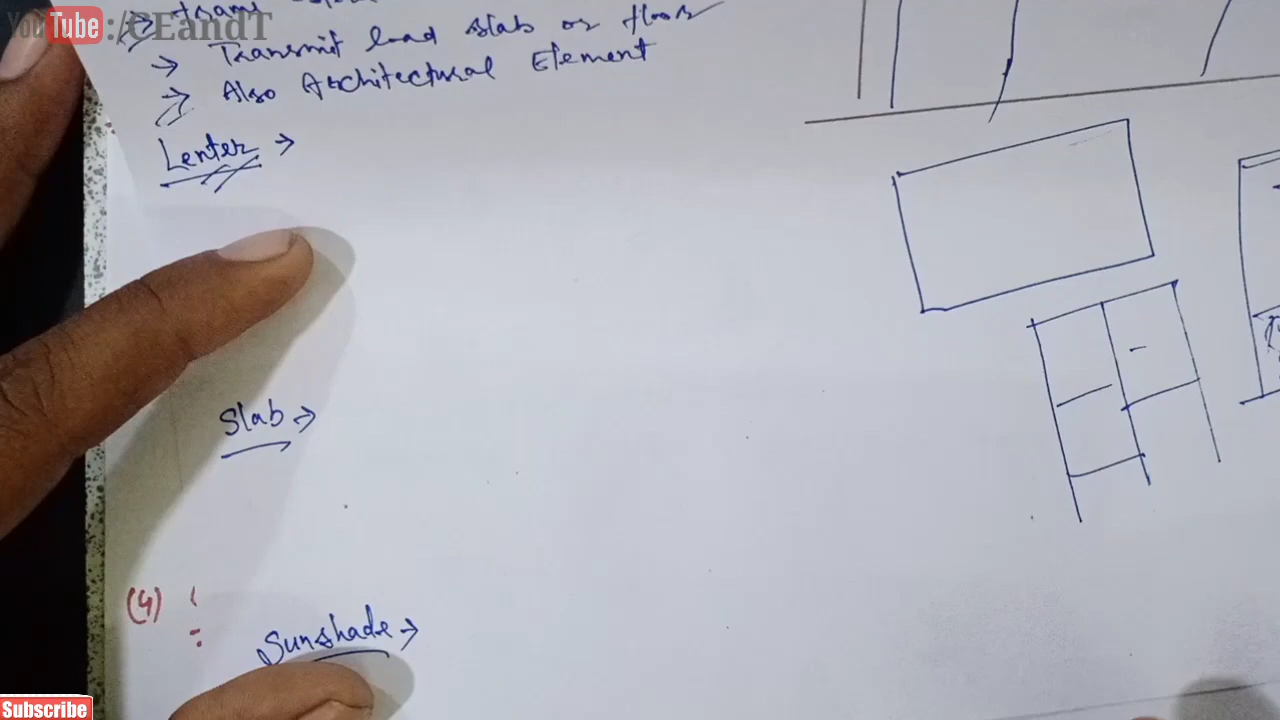 YouTube:/CEandT
→ Transmit load slab or floor
→ Also Architectural Element
Lenter →
Slab →
(4)
Sunshade →
Subscribe